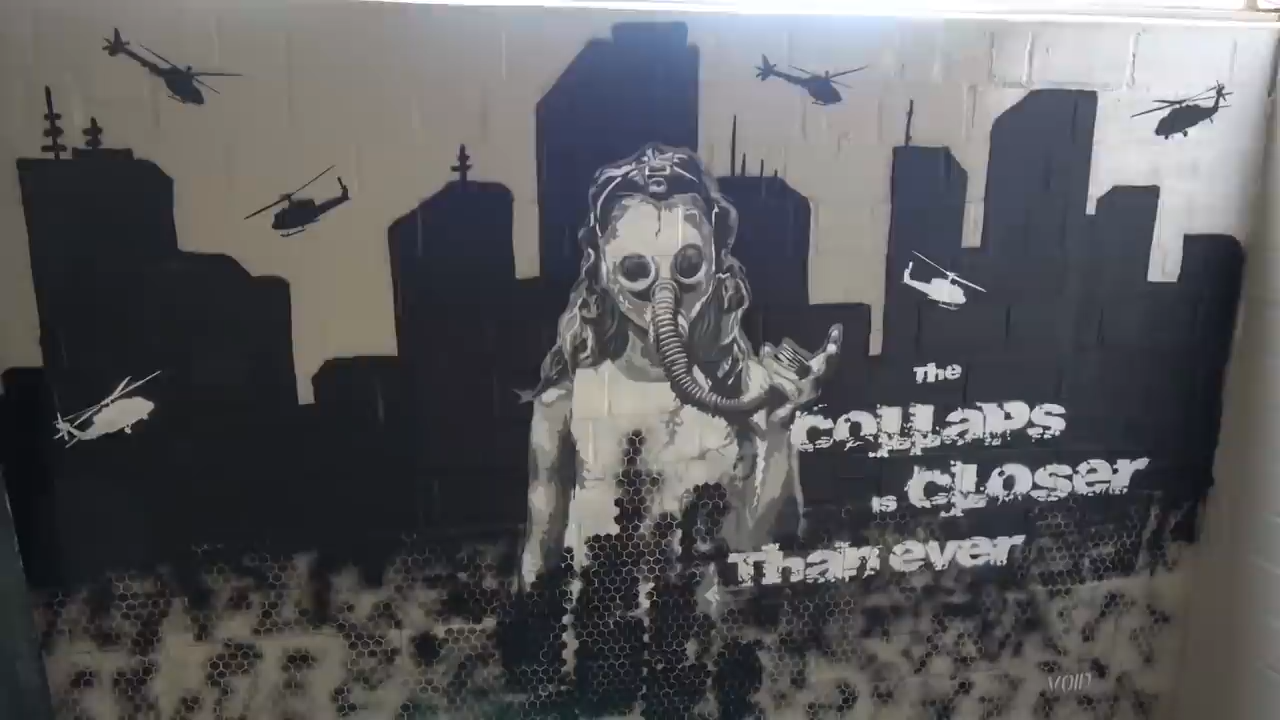 The
collaps
is closer
Than ever
VOID